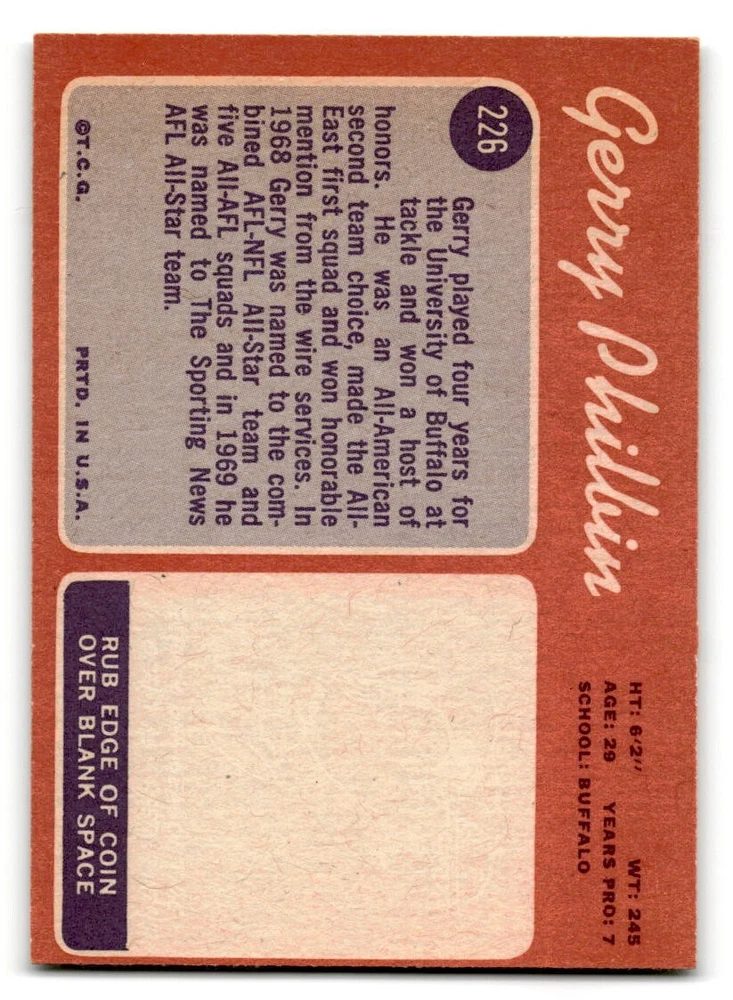 Gerry Philbin
HT: 6'2" WT: 245
AGE: 29 YEARS PRO: 7
SCHOOL: BUFFALO
226
Gerry played four years for
the University of Buffalo at
tackle and won a host of
honors. He was an All-American
second team choice, made the All-
East first squad and won honorable
mention from the wire services. In
1968 Gerry was named to the com-
bined AFL-NFL All-Star team and
five All-AFL squads and in 1969 he
was named to The Sporting News
AFL All-Star team.
©T.C.G. PRTD. IN U.S.A.
RUB EDGE OF COIN
OVER BLANK SPACE